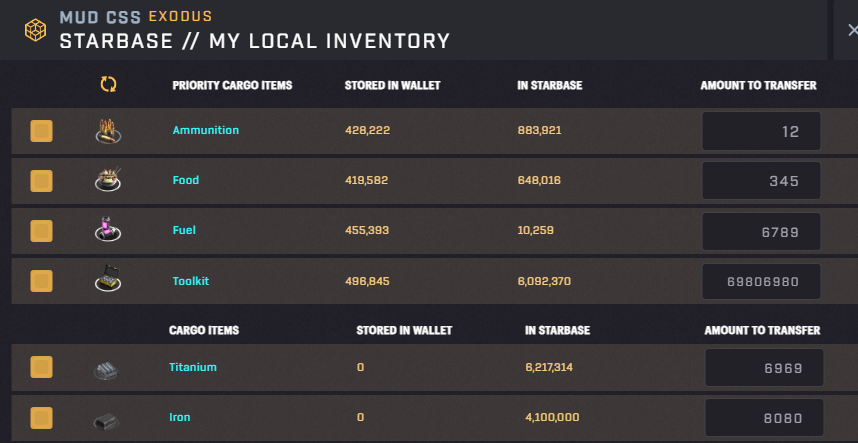 MUD CSS EXODUS
STARBASE // MY LOCAL INVENTORY
PRIORITY CARGO ITEMS STORED IN WALLET IN STARBASE AMOUNT TO TRANSFER
Ammunition 428,222 883,921 12
Food 419,582 648,016 345
Fuel 455,393 10,259 6789
Toolkit 496,845 6,092,370 69806980
CARGO ITEMS STORED IN WALLET IN STARBASE AMOUNT TO TRANSFER
Titanium 0 6,217,314 6969
Iron 0 4,100,000 8080